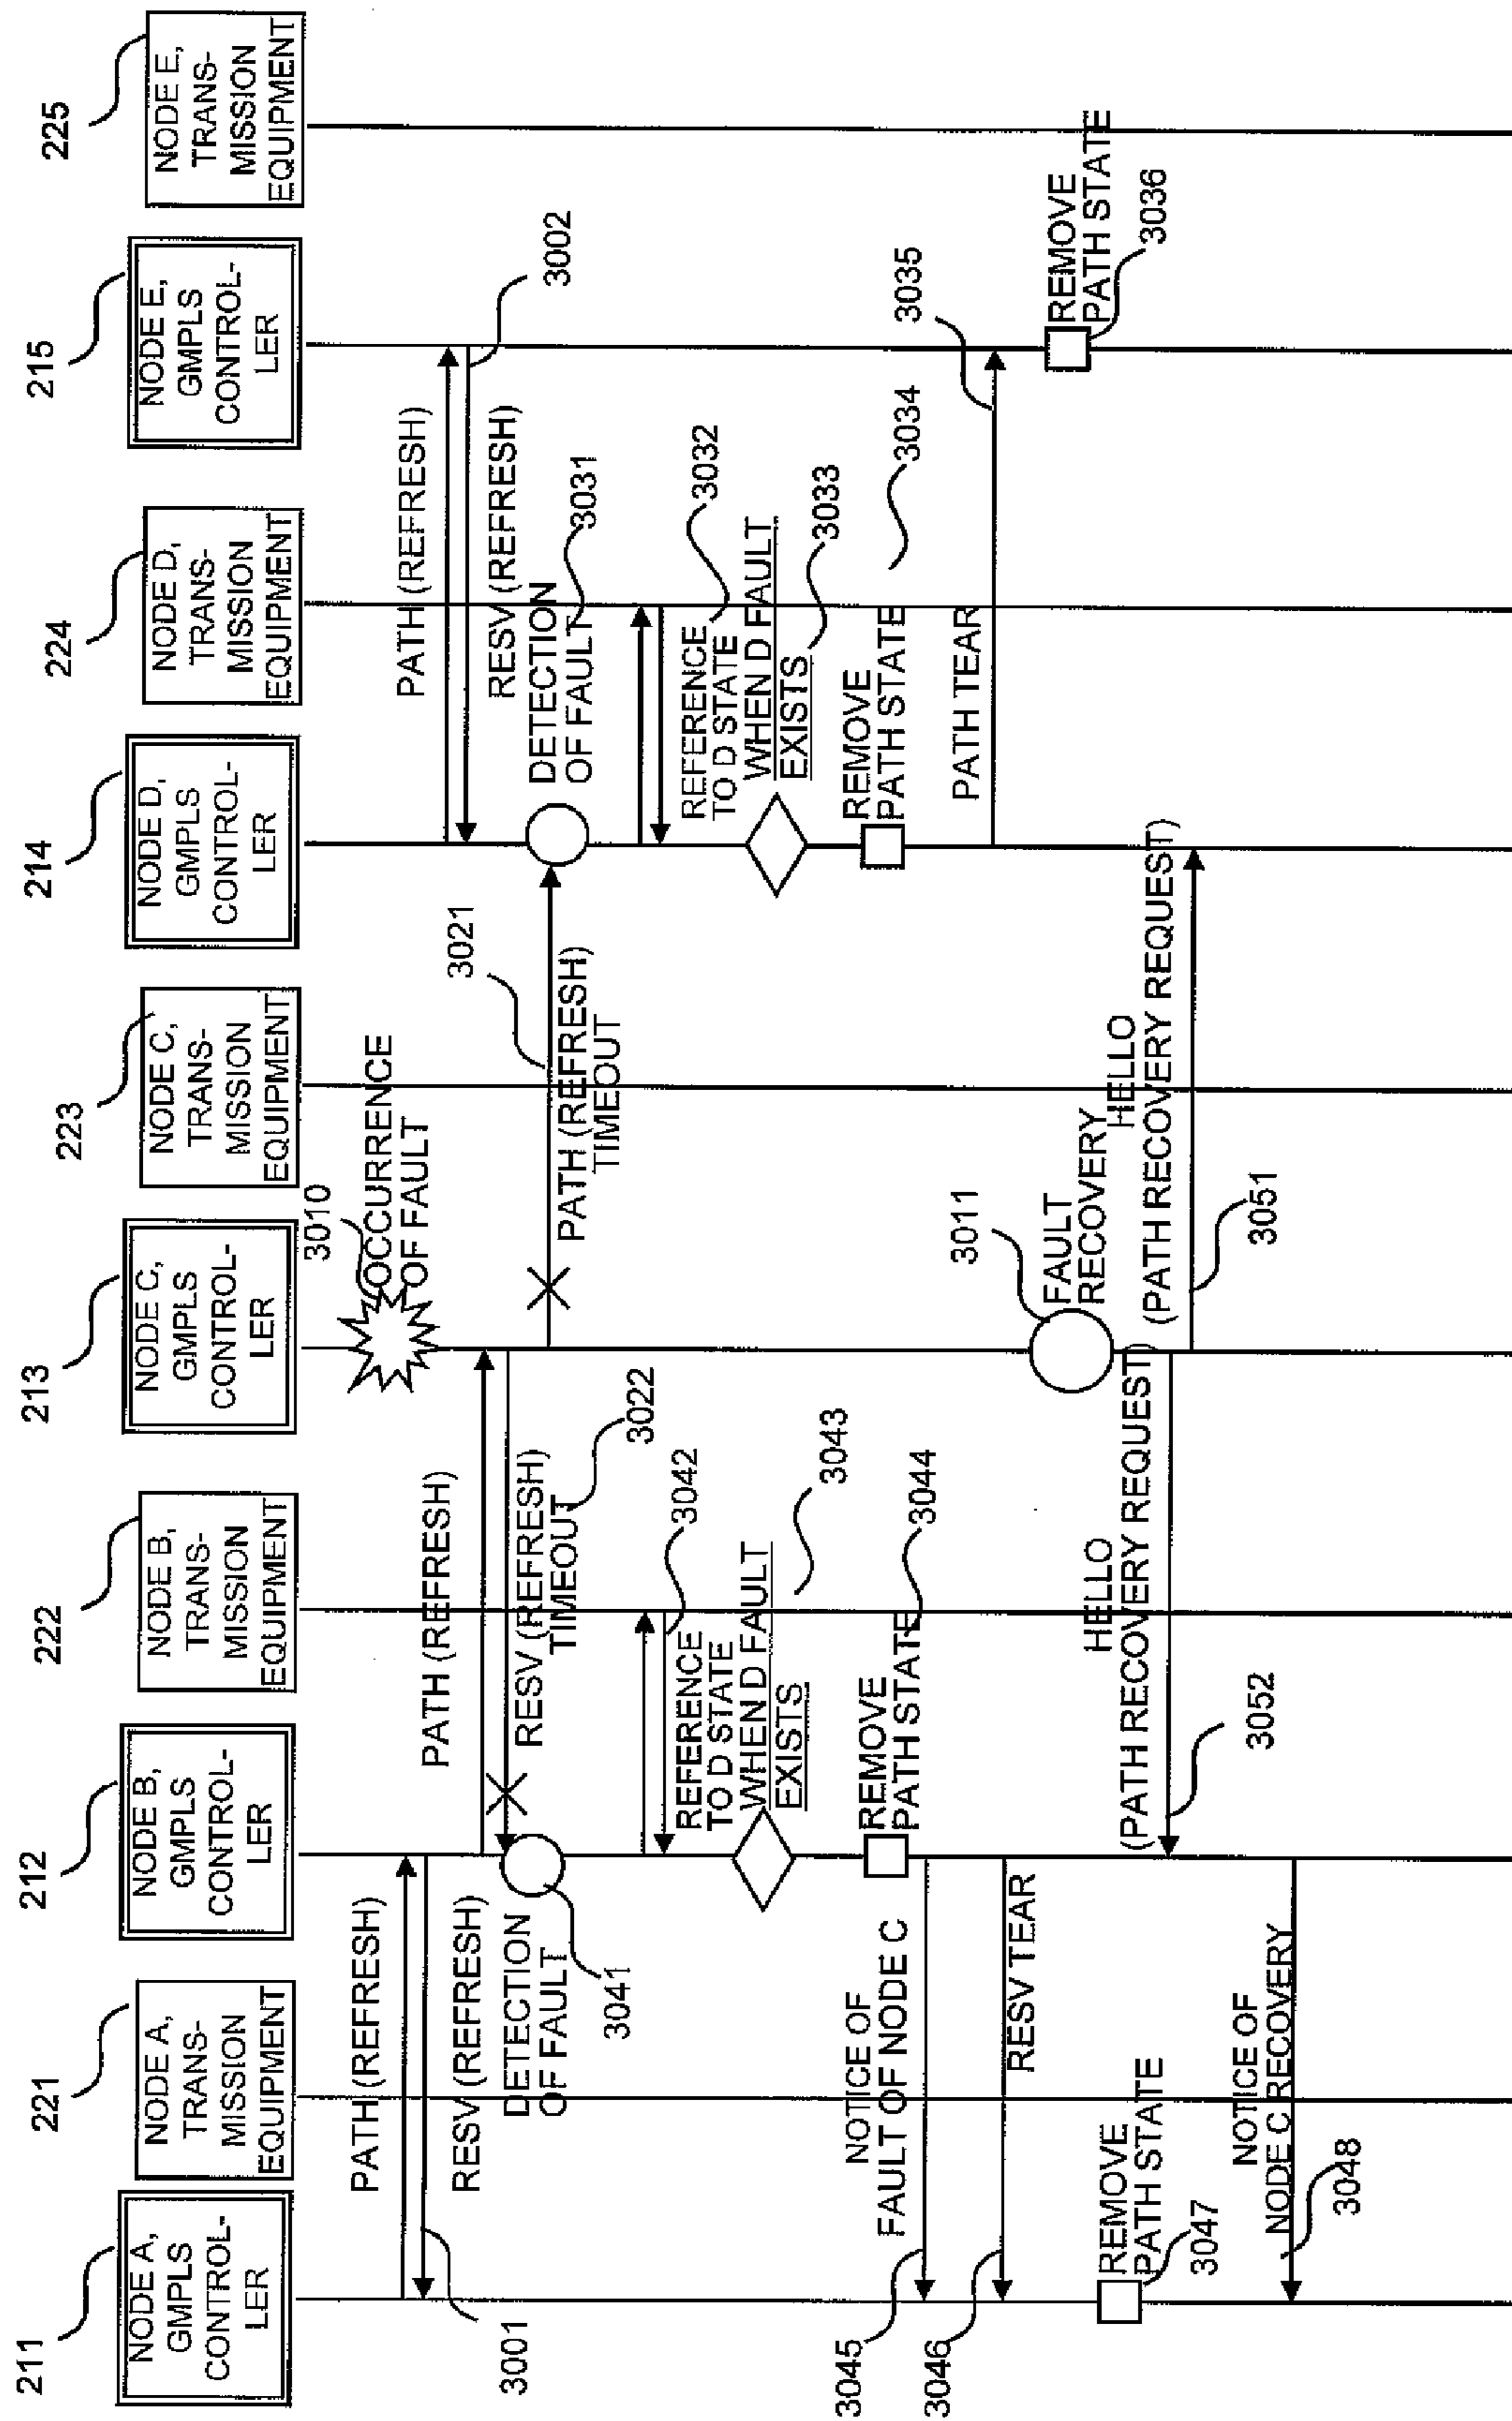 211
NODE A,
GMPLS
CONTROL-
LER
221
NODE A,
TRANS-
MISSION
EQUIPMENT
212
NODE B,
GMPLS
CONTROL-
LER
222
NODE B,
TRANS-
MISSION
EQUIPMENT
213
NODE C,
GMPLS
CONTROL-
LER
223
NODE C,
TRANS-
MISSION
EQUIPMENT
214
NODE D,
GMPLS
CONTROL-
LER
224
NODE D,
TRANS-
MISSION
EQUIPMENT
215
NODE E,
GMPLS
CONTROL-
LER
225
NODE E,
TRANS-
MISSION
EQUIPMENT
3010
OCCURRENCE
OF FAULT
PATH (REFRESH)
RESV (REFRESH)
3001
PATH (REFRESH)
RESV (REFRESH)
TIMEOUT
3022
PATH (REFRESH)
RESV (REFRESH)
3002
3021
PATH (REFRESH)
TIMEOUT
DETECTION
OF FAULT
3041
DETECTION
OF FAULT
3031
3042
REFERENCE
TO D STATE
WHEN D FAULT
EXISTS
3043
REFERENCE
TO D STATE
3032
WHEN D FAULT
EXISTS
3033
REMOVE
PATH STATE
3044
REMOVE
PATH STATE
3034
NOTICE OF
FAULT OF NODE C
3045
RESV TEAR
3046
PATH TEAR
3035
3011
FAULT
RECOVERY
REMOVE
PATH STATE
3036
REMOVE
PATH STATE
3047
HELLO
(PATH RECOVERY REQUEST)
3052
HELLO
(PATH RECOVERY REQUEST)
3051
NOTICE OF
NODE C RECOVERY
3048